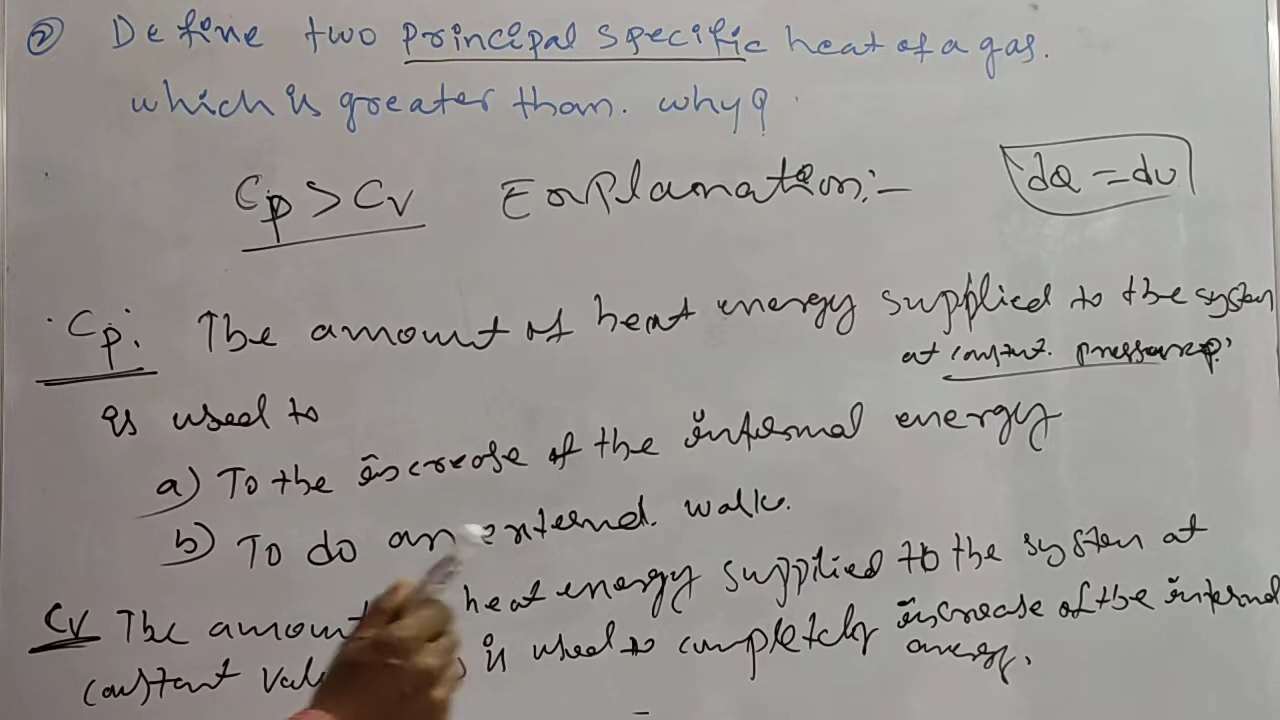 ② Define two principal specific heat of a gas.
which is greater than. why?
Cp > Cv Explanation:-
dQ = dU
Cp: The amount of heat energy supplied to the system
at constant pressure
is used to
a) To the increase of the internal energy
b) To do an external walk.
Cv The amount heat energy supplied to the system at
constant is used to completely increase of the internal
energy.